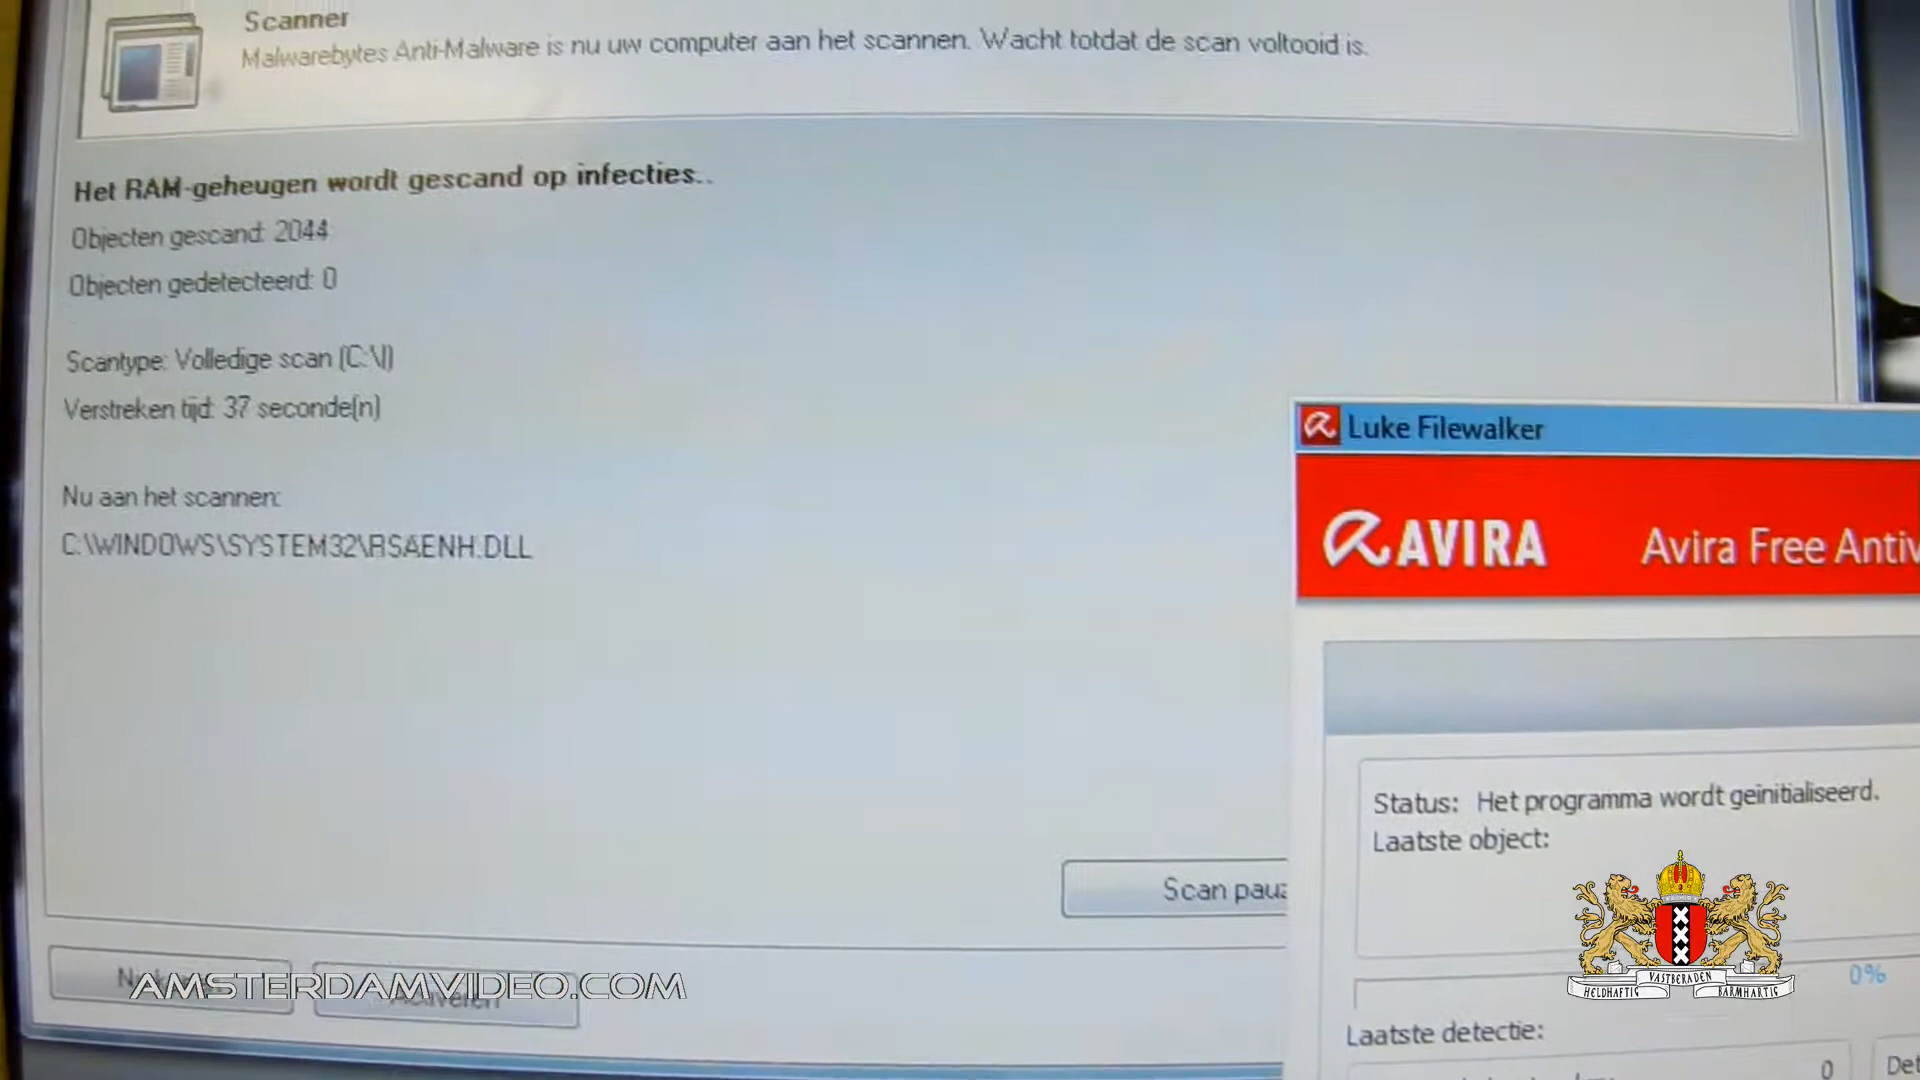 Scanner
Malwarebytes Anti-Malware is nu uw computer aan het scannen. Wacht totdat de scan voltooid is.
Het RAM-geheugen wordt gescand op infecties..
Objecten gescand: 2044
Objecten gedetecteerd: 0
Scantype: Volledige scan (C:\|)
Verstreken tijd: 37 seconde(n)
Nu aan het scannen:
C:\WINDOWS\SYSTEM32\RSAENH.DLL
Scan pauz
AMSTERDAMVIDEO.COM
Luke Filewalker
AVIRA
Avira Free Antiv
Status: Het programma wordt geïnitialiseerd.
Laatste object:
VASTBERADEN
HELDHAFTIG
BARMHARTIG
0%
Laatste detectie:
0
Det